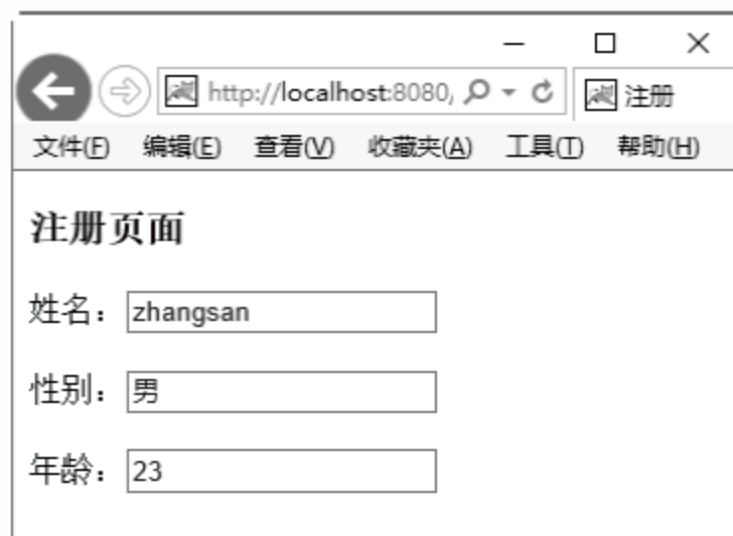 http://localhost:8080/ 注册
文件(F) 编辑(E) 查看(V) 收藏夹(A) 工具(T) 帮助(H)
注册页面
姓名：zhangsan
性别：男
年龄：23